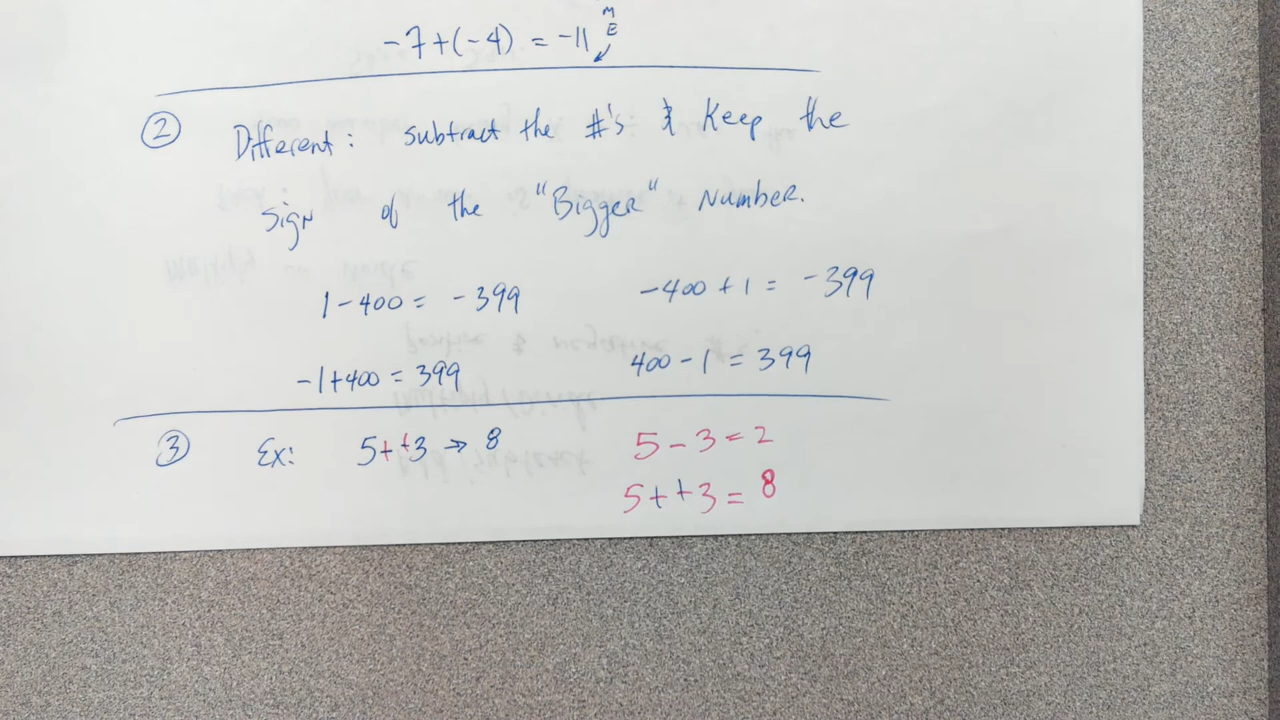 M
E
-7+(-4) = -11
② Different: subtract the #'s & Keep the
sign of the "Bigger" Number.
1-400 = -399 -400+1 = -399
-1+400 = 399 400-1 = 399
③ Ex: 5++3 → 8 5-3=2
5++3=8